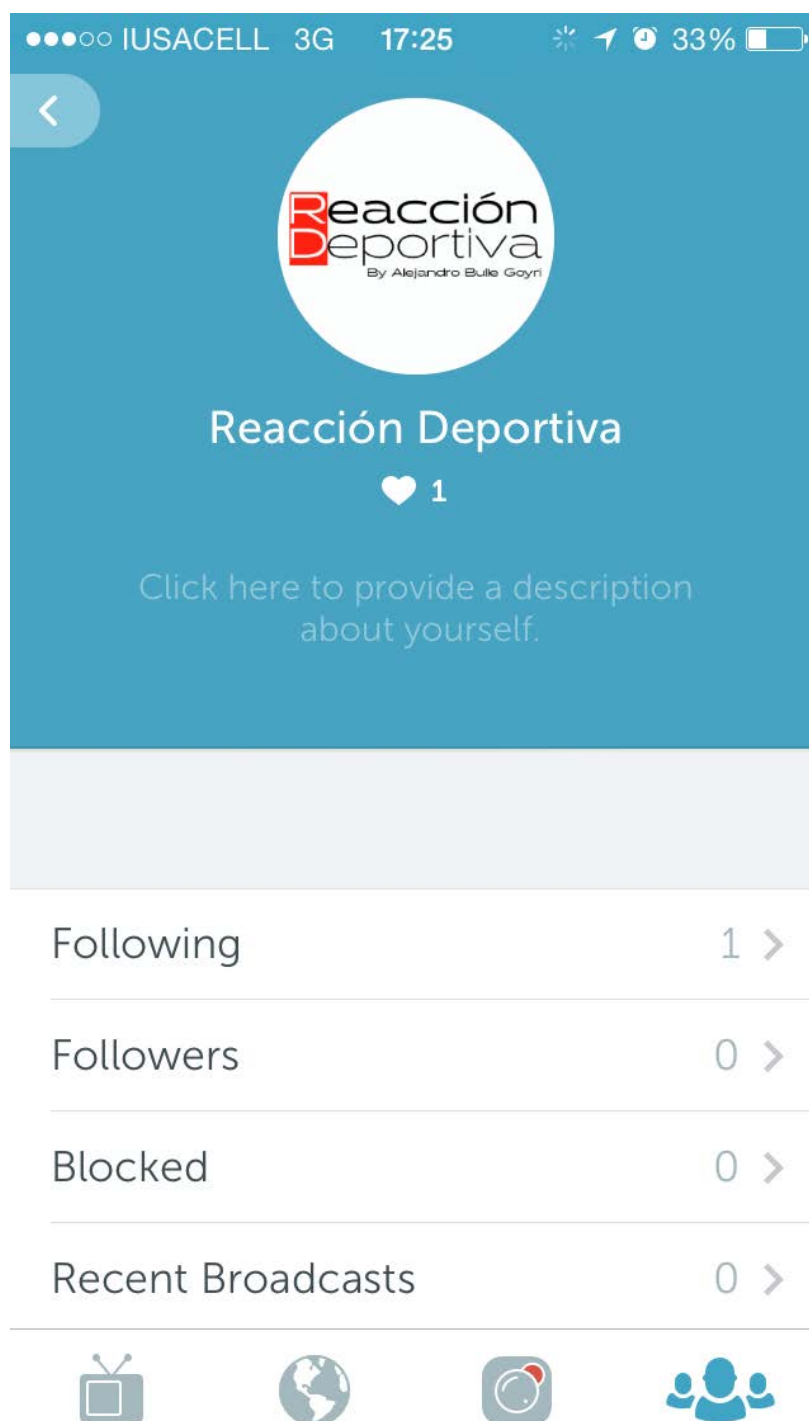 IUSACELL 3G 17:25 33%
Reacción
Deportiva
By Alejandro Bulle Goyri
Reacción Deportiva
1
Click here to provide a description
about yourself.
Following 1
Followers 0
Blocked 0
Recent Broadcasts 0